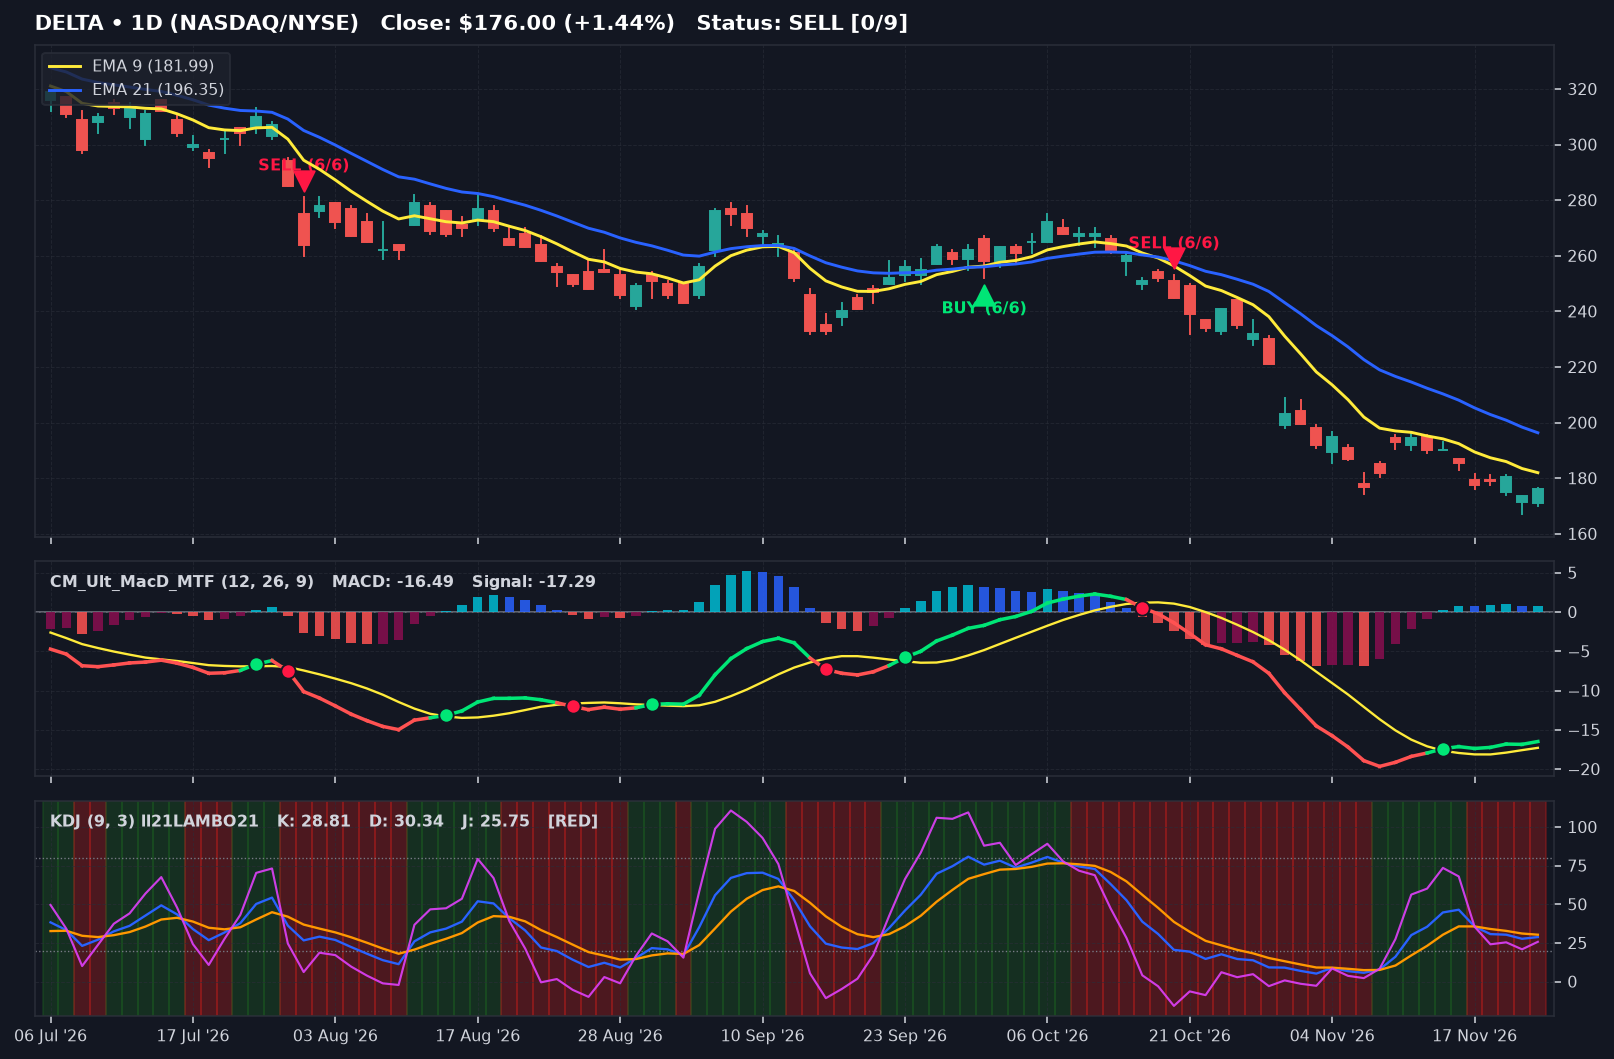 DELTA • 1D (NASDAQ/NYSE)   Close: $176.00 (+1.44%)   Status: SELL [0/9]
EMA 9 (181.99)
EMA 21 (196.35)
320
300
280
260
240
220
200
180
160
SELL (6/6)
SELL (6/6)
BUY (6/6)
CM_Ult_MacD_MTF (12, 26, 9)   MACD: -16.49   Signal: -17.29
5
0
−5
−10
−15
−20
KDJ (9, 3) II21LAMBO21   K: 28.81   D: 30.34   J: 25.75   [RED]
100
75
50
25
0
06 Jul '26
17 Jul '26
03 Aug '26
17 Aug '26
28 Aug '26
10 Sep '26
23 Sep '26
06 Oct '26
21 Oct '26
04 Nov '26
17 Nov '26